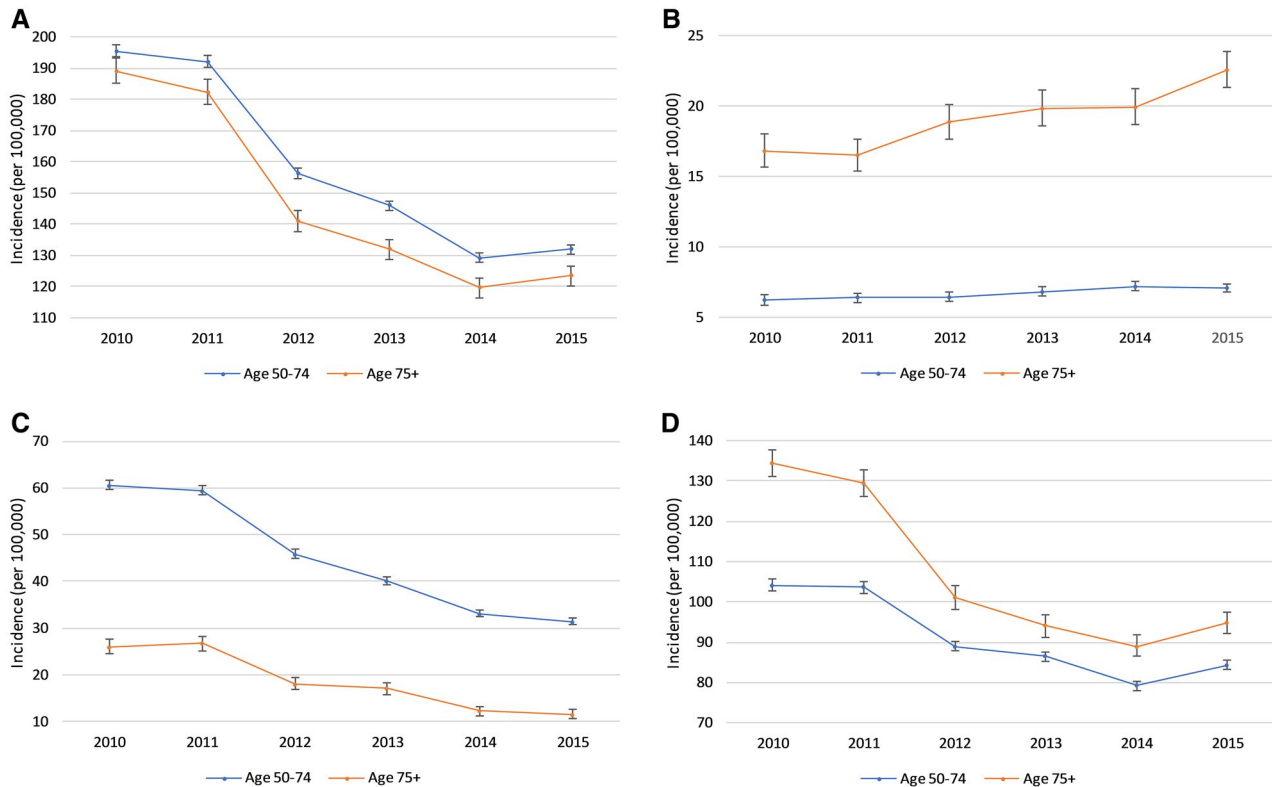 A
Incidence (per 100,000)
200
190
180
170
160
150
140
130
120
110
2010 2011 2012 2013 2014 2015
Age 50-74 Age 75+
B
Incidence (per 100,000)
25
20
15
10
5
2010 2011 2012 2013 2014 2015
Age 50-74 Age 75+
C
Incidence (per 100,000)
70
60
50
40
30
20
10
2010 2011 2012 2013 2014 2015
Age 50-74 Age 75+
D
Incidence (per 100,000)
140
130
120
110
100
90
80
70
2010 2011 2012 2013 2014 2015
Age 50-74 Age 75+